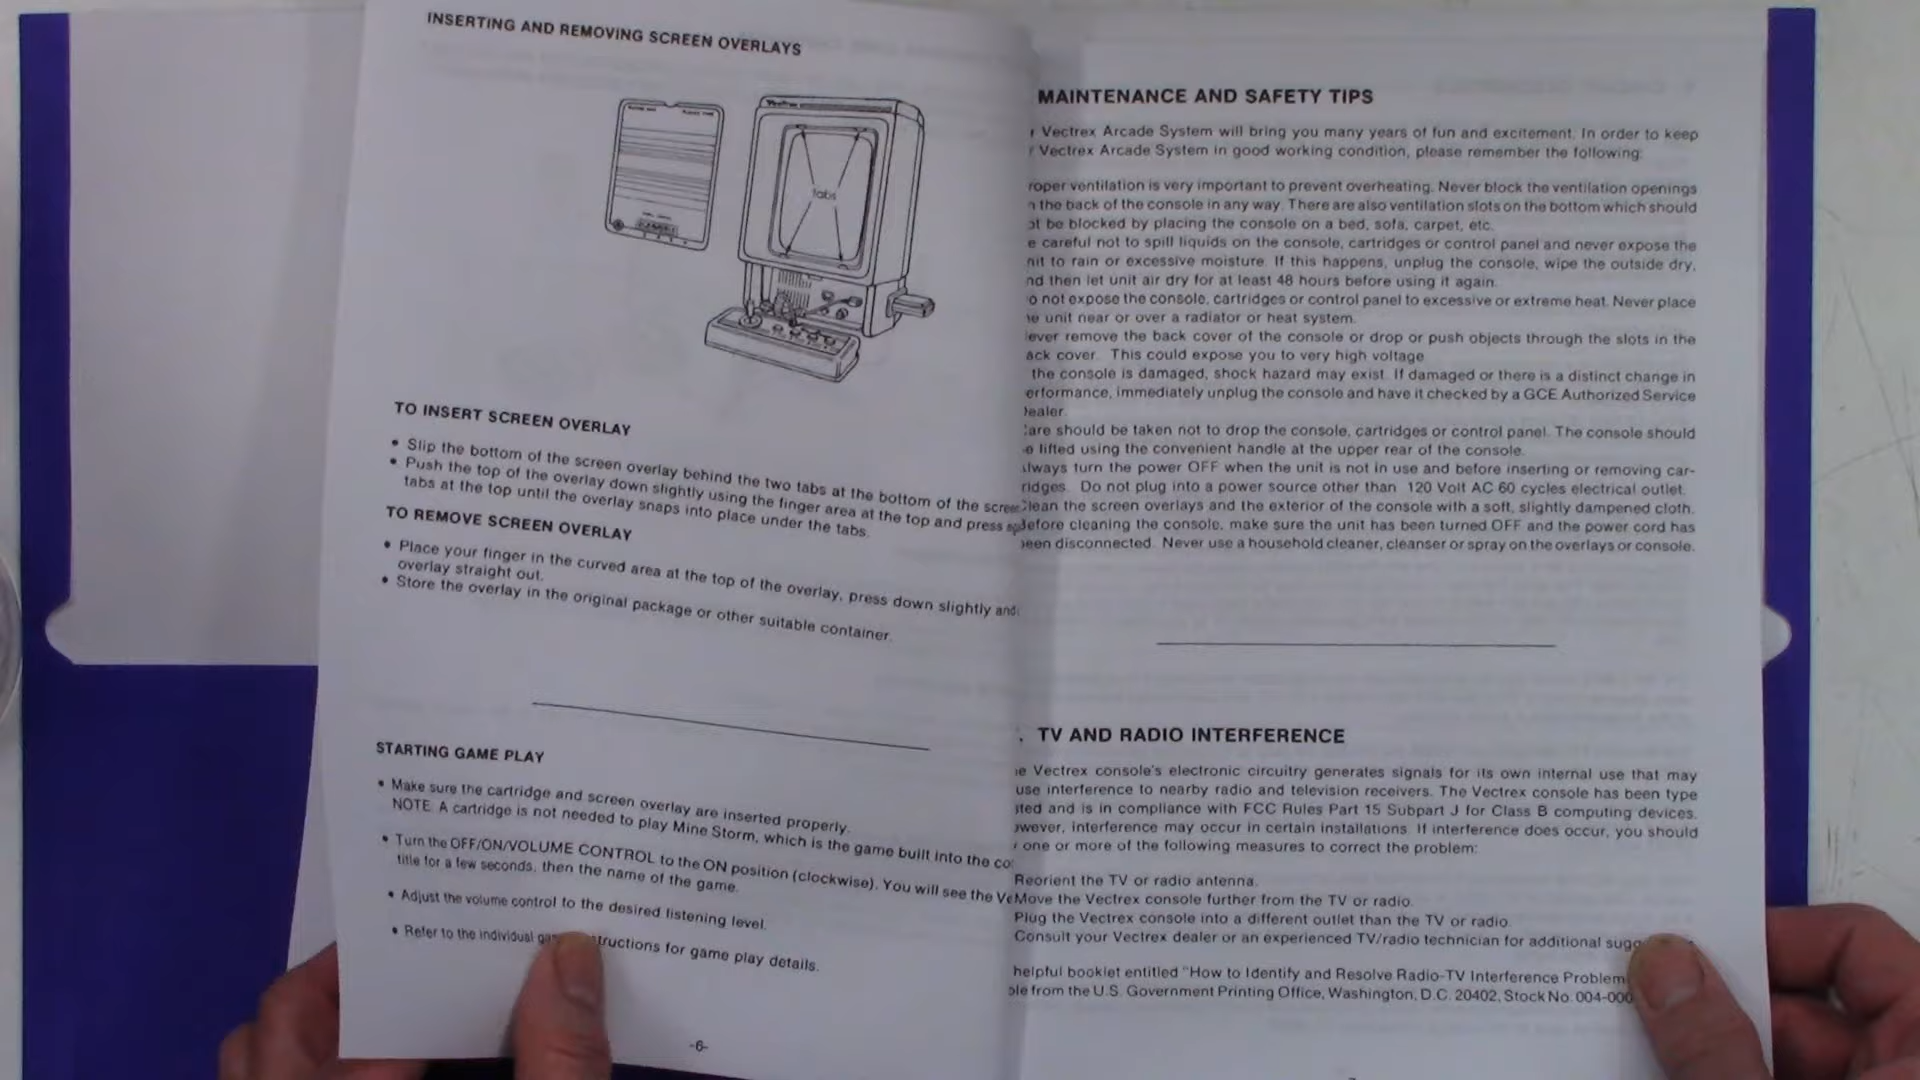 INSERTING AND REMOVING SCREEN OVERLAYS
tabs
TO INSERT SCREEN OVERLAY
• Slip the bottom of the screen overlay behind the two tabs at the bottom of the scree
• Push the top of the overlay down slightly using the finger area at the top and press
tabs at the top until the overlay snaps into place under the tabs.
TO REMOVE SCREEN OVERLAY
• Place your finger in the curved area at the top of the overlay, press down slightly and
overlay straight out.
• Store the overlay in the original package or other suitable container.
STARTING GAME PLAY
• Make sure the cartridge and screen overlay are inserted properly.
NOTE: A cartridge is not needed to play Mine Storm, which is the game built into the co
• Turn the OFF/ON/VOLUME CONTROL to the ON position (clockwise). You will see the Ve
title for a few seconds, then the name of the game.
• Adjust the volume control to the desired listening level.
• Refer to the individual ga structions for game play details.
-6-
MAINTENANCE AND SAFETY TIPS
r Vectrex Arcade System will bring you many years of fun and excitement. In order to keep
r Vectrex Arcade System in good working condition, please remember the following:
roper ventilation is very important to prevent overheating. Never block the ventilation openings
n the back of the console in any way. There are also ventilation slots on the bottom which should
ot be blocked by placing the console on a bed, sofa, carpet, etc.
e careful not to spill liquids on the console, cartridges or control panel and never expose the
nit to rain or excessive moisture. If this happens, unplug the console, wipe the outside dry,
nd then let unit air dry for at least 48 hours before using it again.
o not expose the console, cartridges or control panel to excessive or extreme heat. Never place
e unit near or over a radiator or heat system.
ever remove the back cover of the console or drop or push objects through the slots in the
ack cover. This could expose you to very high voltage
the console is damaged, shock hazard may exist. If damaged or there is a distinct change in
erformance, immediately unplug the console and have it checked by a GCE Authorized Service
ealer.
are should be taken not to drop the console, cartridges or control panel. The console should
e lifted using the convenient handle at the upper rear of the console.
lways turn the power OFF when the unit is not in use and before inserting or removing car-
ridges. Do not plug into a power source other than 120 Volt AC 60 cycles electrical outlet.
lean the screen overlays and the exterior of the console with a soft, slightly dampened cloth.
efore cleaning the console, make sure the unit has been turned OFF and the power cord has
een disconnected. Never use a household cleaner, cleanser or spray on the overlays or console.
. TV AND RADIO INTERFERENCE
e Vectrex console's electronic circuitry generates signals for its own internal use that may
use interference to nearby radio and television receivers. The Vectrex console has been type
sted and is in compliance with FCC Rules Part 15 Subpart J for Class B computing devices.
owever, interference may occur in certain installations. If interference does occur, you should
one or more of the following measures to correct the problem:
Reorient the TV or radio antenna.
Move the Vectrex console further from the TV or radio.
Plug the Vectrex console into a different outlet than the TV or radio.
Consult your Vectrex dealer or an experienced TV/radio technician for additional sugg
helpful booklet entitled "How to Identify and Resolve Radio-TV Interference Problem
ble from the U.S. Government Printing Office, Washington, D.C. 20402, Stock No. 004-000